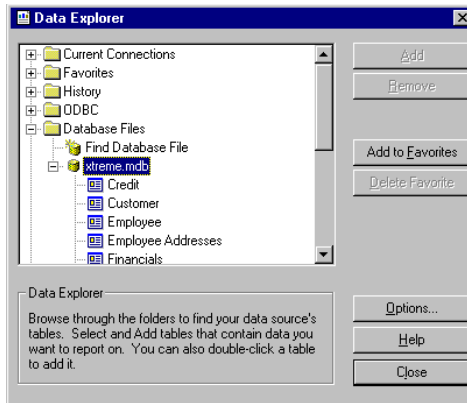 Data Explorer
Current Connections
Favorites
History
ODBC
Database Files
Find Database File
xtreme.mdb
Credit
Customer
Employee
Employee Addresses
Financials
Add
Remove
Add to Favorites
Delete Favorite
Data Explorer
Browse through the folders to find your data source's
tables. Select and Add tables that contain data you
want to report on. You can also double-click a table
to add it.
Options...
Help
Close